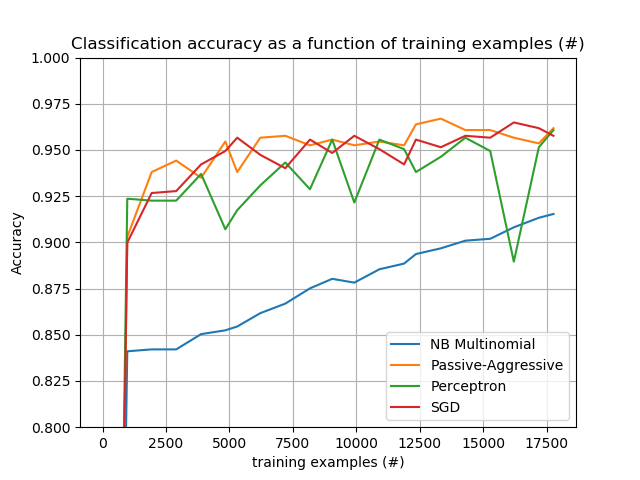 Classification accuracy as a function of training examples (#)
1.000
0.975
0.950
0.925
0.900
0.875
0.850
0.825
0.800
Accuracy
NB Multinomial
Passive-Aggressive
Perceptron
SGD
0 2500 5000 7500 10000 12500 15000 17500
training examples (#)